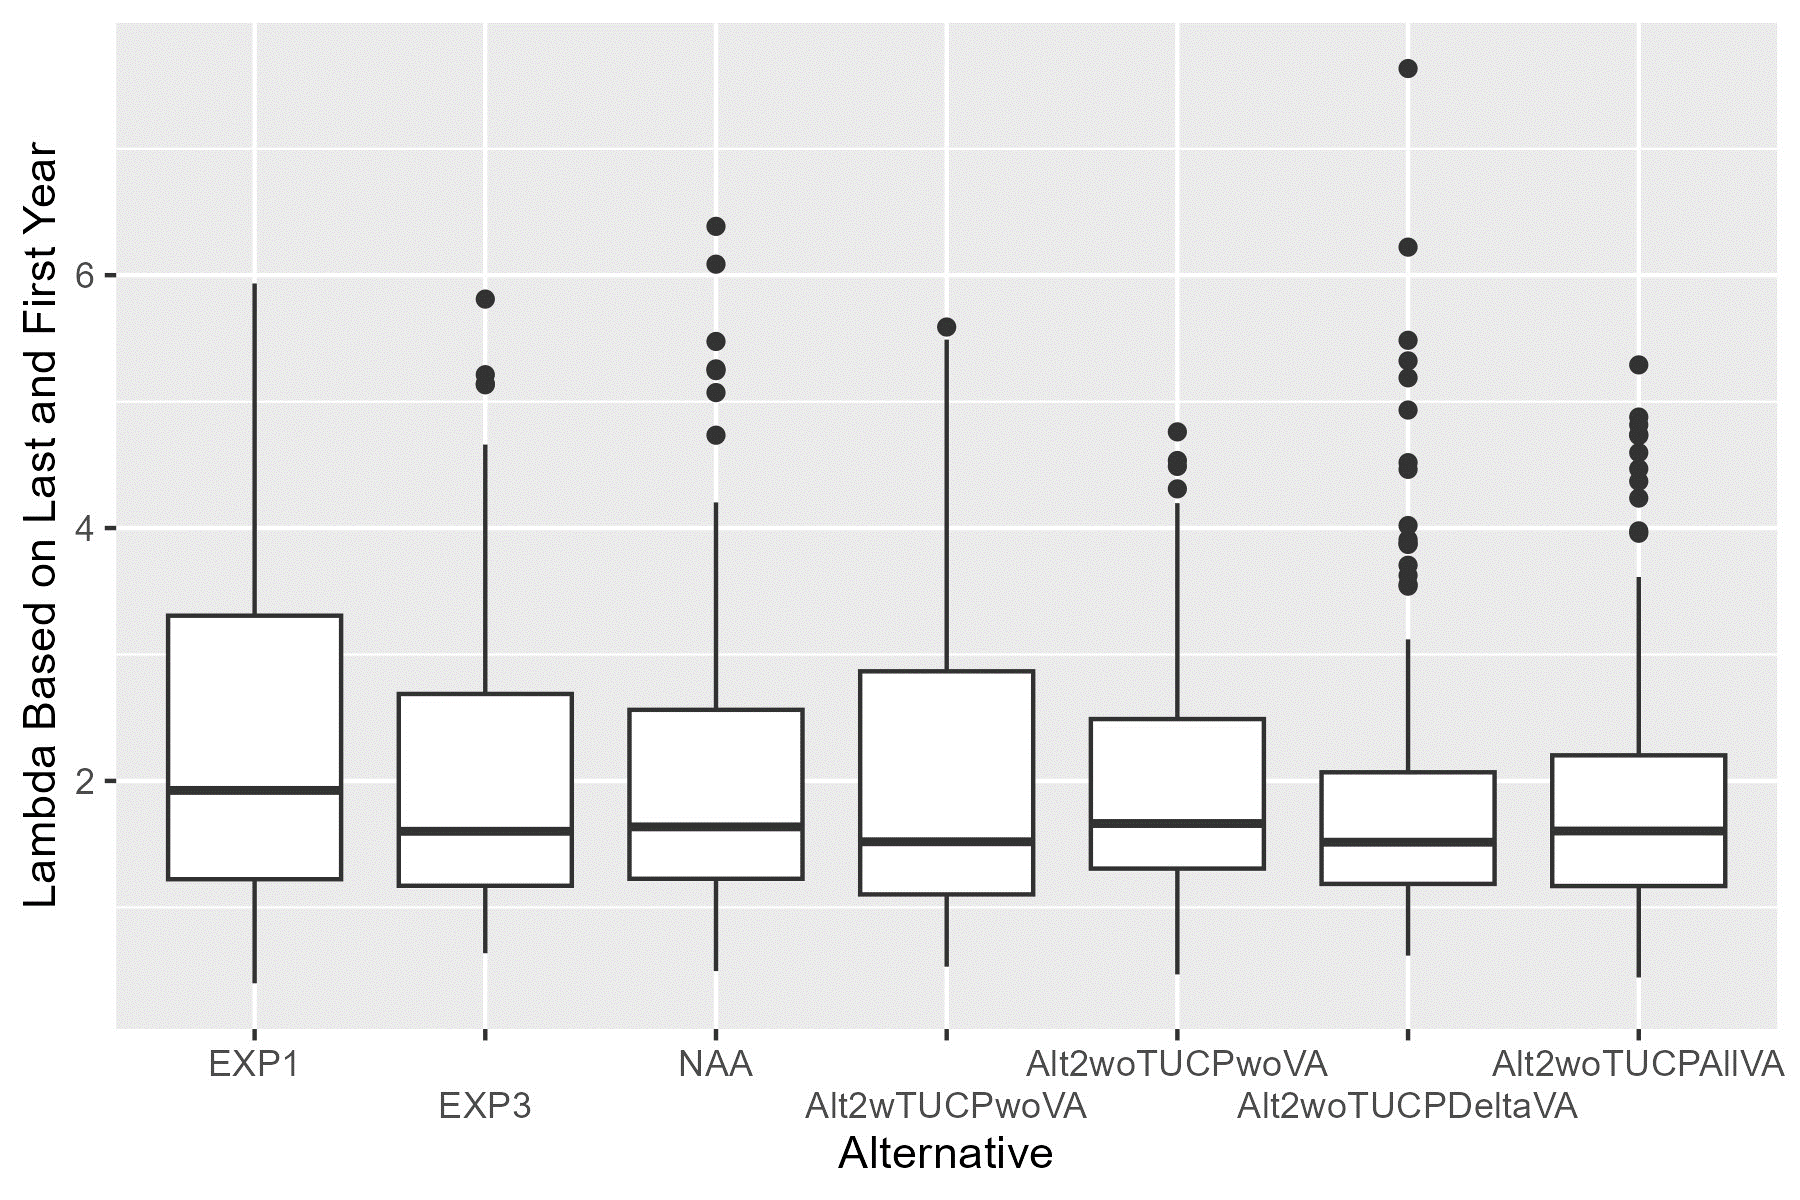 Lambda Based on Last and First Year
6
4
2
EXP1
EXP3
NAA
Alt2wTUCPwoVA
Alt2woTUCPwoVA
Alt2woTUCPDeltaVA
Alt2woTUCPAllVA
Alternative